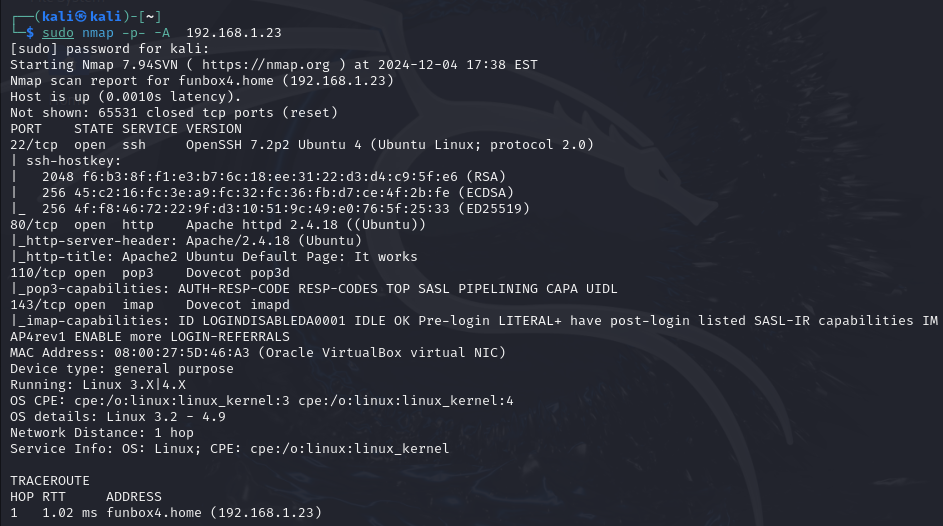 ┌──(kali㉿kali)-[~]
└─$ sudo nmap -p- -A  192.168.1.23
[sudo] password for kali:
Starting Nmap 7.94SVN ( https://nmap.org ) at 2024-12-04 17:38 EST
Nmap scan report for funbox4.home (192.168.1.23)
Host is up (0.0010s latency).
Not shown: 65531 closed tcp ports (reset)
PORT    STATE SERVICE VERSION
22/tcp  open  ssh     OpenSSH 7.2p2 Ubuntu 4 (Ubuntu Linux; protocol 2.0)
| ssh-hostkey:
|   2048 f6:b3:8f:f1:e3:b7:6c:18:ee:31:22:d3:d4:c9:5f:e6 (RSA)
|   256 45:c2:16:fc:3e:a9:fc:32:fc:36:fb:d7:ce:4f:2b:fe (ECDSA)
|_  256 4f:f8:46:72:22:9f:d3:10:51:9c:49:e0:76:5f:25:33 (ED25519)
80/tcp  open  http    Apache httpd 2.4.18 ((Ubuntu))
|_http-server-header: Apache/2.4.18 (Ubuntu)
|_http-title: Apache2 Ubuntu Default Page: It works
110/tcp open  pop3    Dovecot pop3d
|_pop3-capabilities: AUTH-RESP-CODE RESP-CODES TOP SASL PIPELINING CAPA UIDL
143/tcp open  imap    Dovecot imapd
|_imap-capabilities: ID LOGINDISABLEDA0001 IDLE OK Pre-login LITERAL+ have post-login listed SASL-IR capabilities IM
AP4rev1 ENABLE more LOGIN-REFERRALS
MAC Address: 08:00:27:5D:46:A3 (Oracle VirtualBox virtual NIC)
Device type: general purpose
Running: Linux 3.X|4.X
OS CPE: cpe:/o:linux:linux_kernel:3 cpe:/o:linux:linux_kernel:4
OS details: Linux 3.2 - 4.9
Network Distance: 1 hop
Service Info: OS: Linux; CPE: cpe:/o:linux:linux_kernel
TRACEROUTE
HOP RTT     ADDRESS
1   1.02 ms funbox4.home (192.168.1.23)